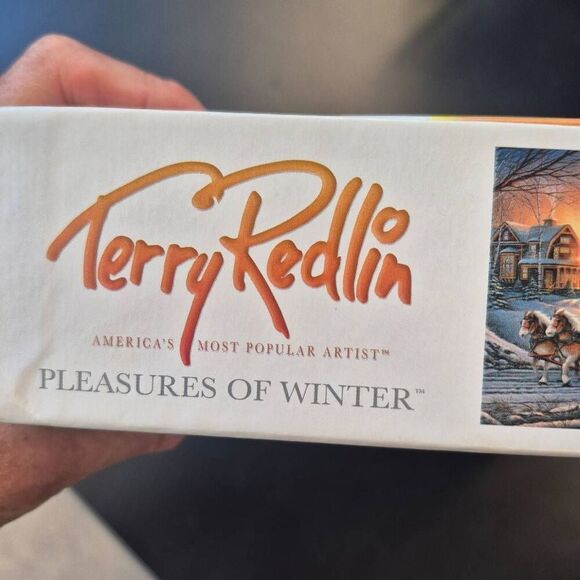 Terry Redlin
AMERICA'S MOST POPULAR ARTIST™
PLEASURES OF WINTER™